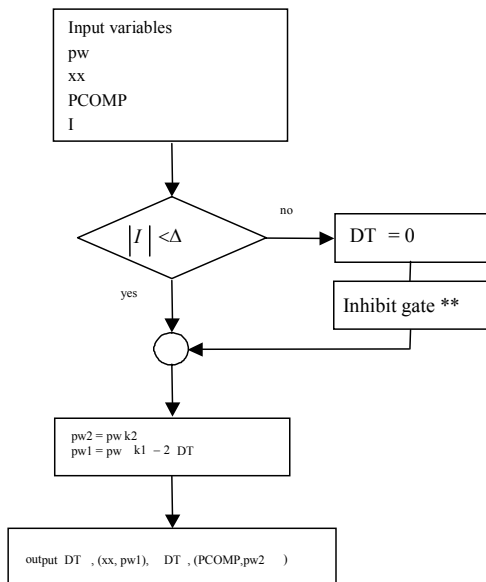 Input variables
pw
xx
PCOMP
I
|I| <Δ
no
DT = 0
yes
Inhibit gate **
pw2 = pw k2
pw1 = pw k1 − 2 DT
output DT , (xx, pw1), DT , (PCOMP,pw2 )